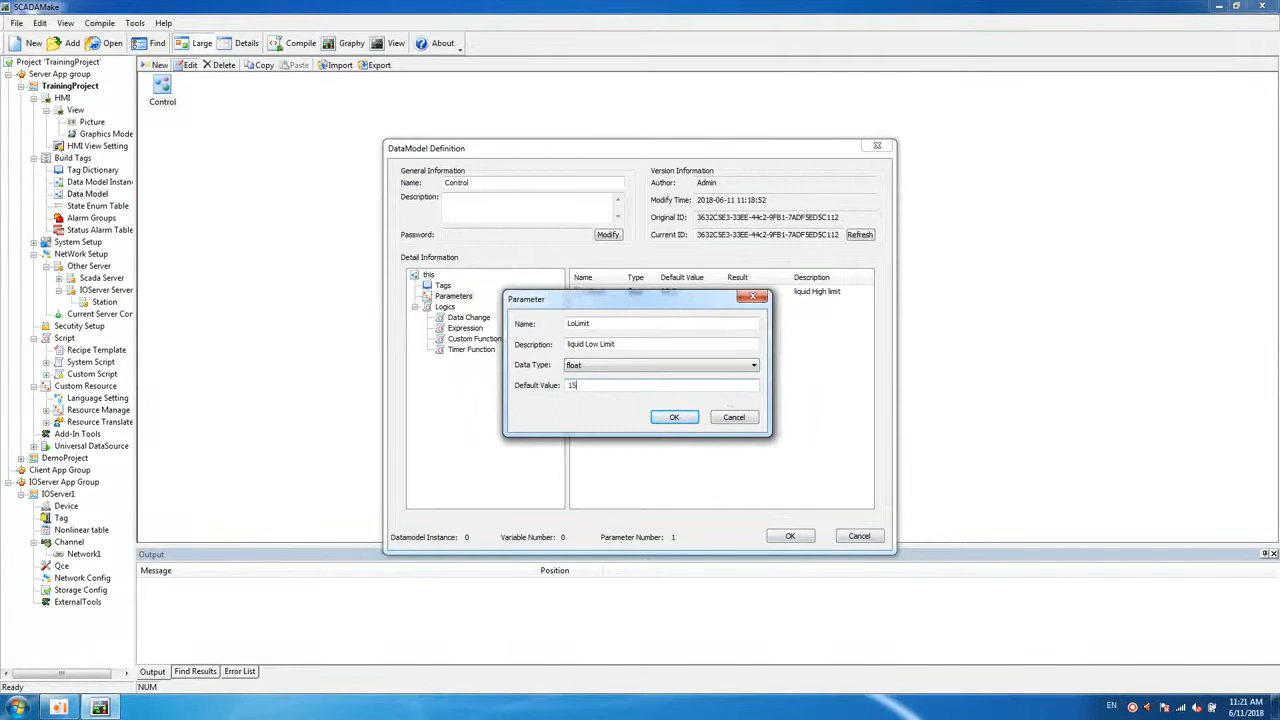 SCADAMake
File Edit View Compile Tools Help
New Add Open Find Large Details Compile Graphy View About
Project 'TrainingProject'
Server App group
TrainingProject
HMI
View
Picture
Graphics Mode
HMI View Setting
Build Tags
Tag Dictionary
Data Model Instanc
Data Model
State Enum Table
Alarm Groups
Status Alarm Table
System Setup
NetWork Setup
Other Server
Scada Server
IOServer Server
Station
Current Server Con
Setcutity Setup
Script
Recipe Template
System Script
Custom Script
Custom Resource
Language Setting
Resource Manage
Resource Translate
Add-In Tools
Universal DataSource
DemoProject
Client App Group
IOServer App Group
IOServer1
Device
Tag
Nonlinear table
Channel
Network1
Qce
Network Config
Storage Config
ExternalTools
New Edit Delete Copy Paste Import Export
Control
DataModel Definition
General Information
Name: Control
Description:
Password: Modify
Version Information
Author: Admin
Modify Time: 2018-06-11 11:18:52
Original ID: 3632C5E3-33EE-44c2-9FB1-7ADF5ED5C112
Current ID: 3632C5E3-33EE-44c2-9FB1-7ADF5ED5C112 Refresh
Detail Information
this
Tags
Parameters
Logics
Data Change
Expression
Custom Function
Timer Function
Name Type Default Value Result Description
liquid High limit
Parameter
Name: LoLimit
Description: liquid Low Limit
Data Type: float
Default Value: 15
OK Cancel
Datamodel Instance: 0 Variable Number: 0 Parameter Number: 1 OK Cancel
Output
Message Position
Output Find Results Error List
Ready NUM
EN 11:21 AM
6/11/2018